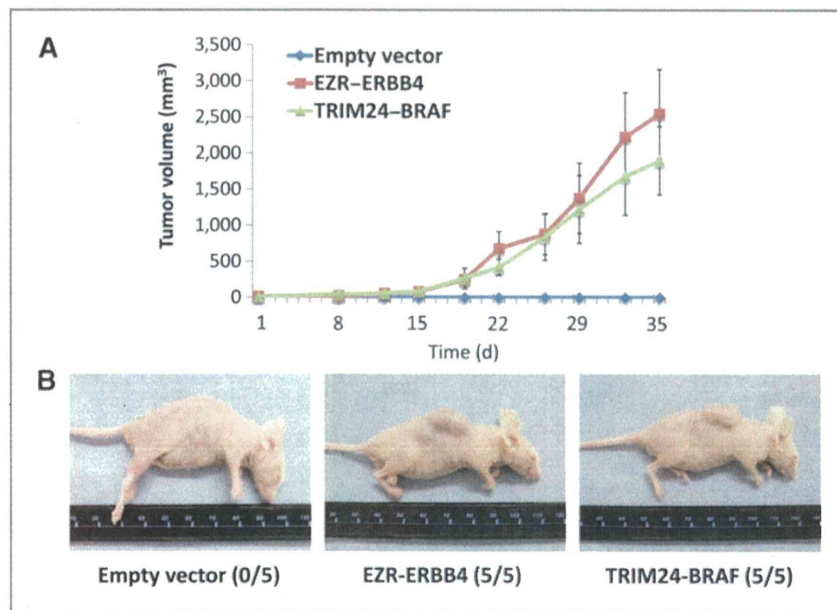 A
Tumor volume (mm³)
3,500
3,000
2,500
2,000
1,500
1,000
500
0
Empty vector
EZR–ERBB4
TRIM24–BRAF
1 8 15 22 29 35
Time (d)
B
Empty vector (0/5)
EZR-ERBB4 (5/5)
TRIM24-BRAF (5/5)